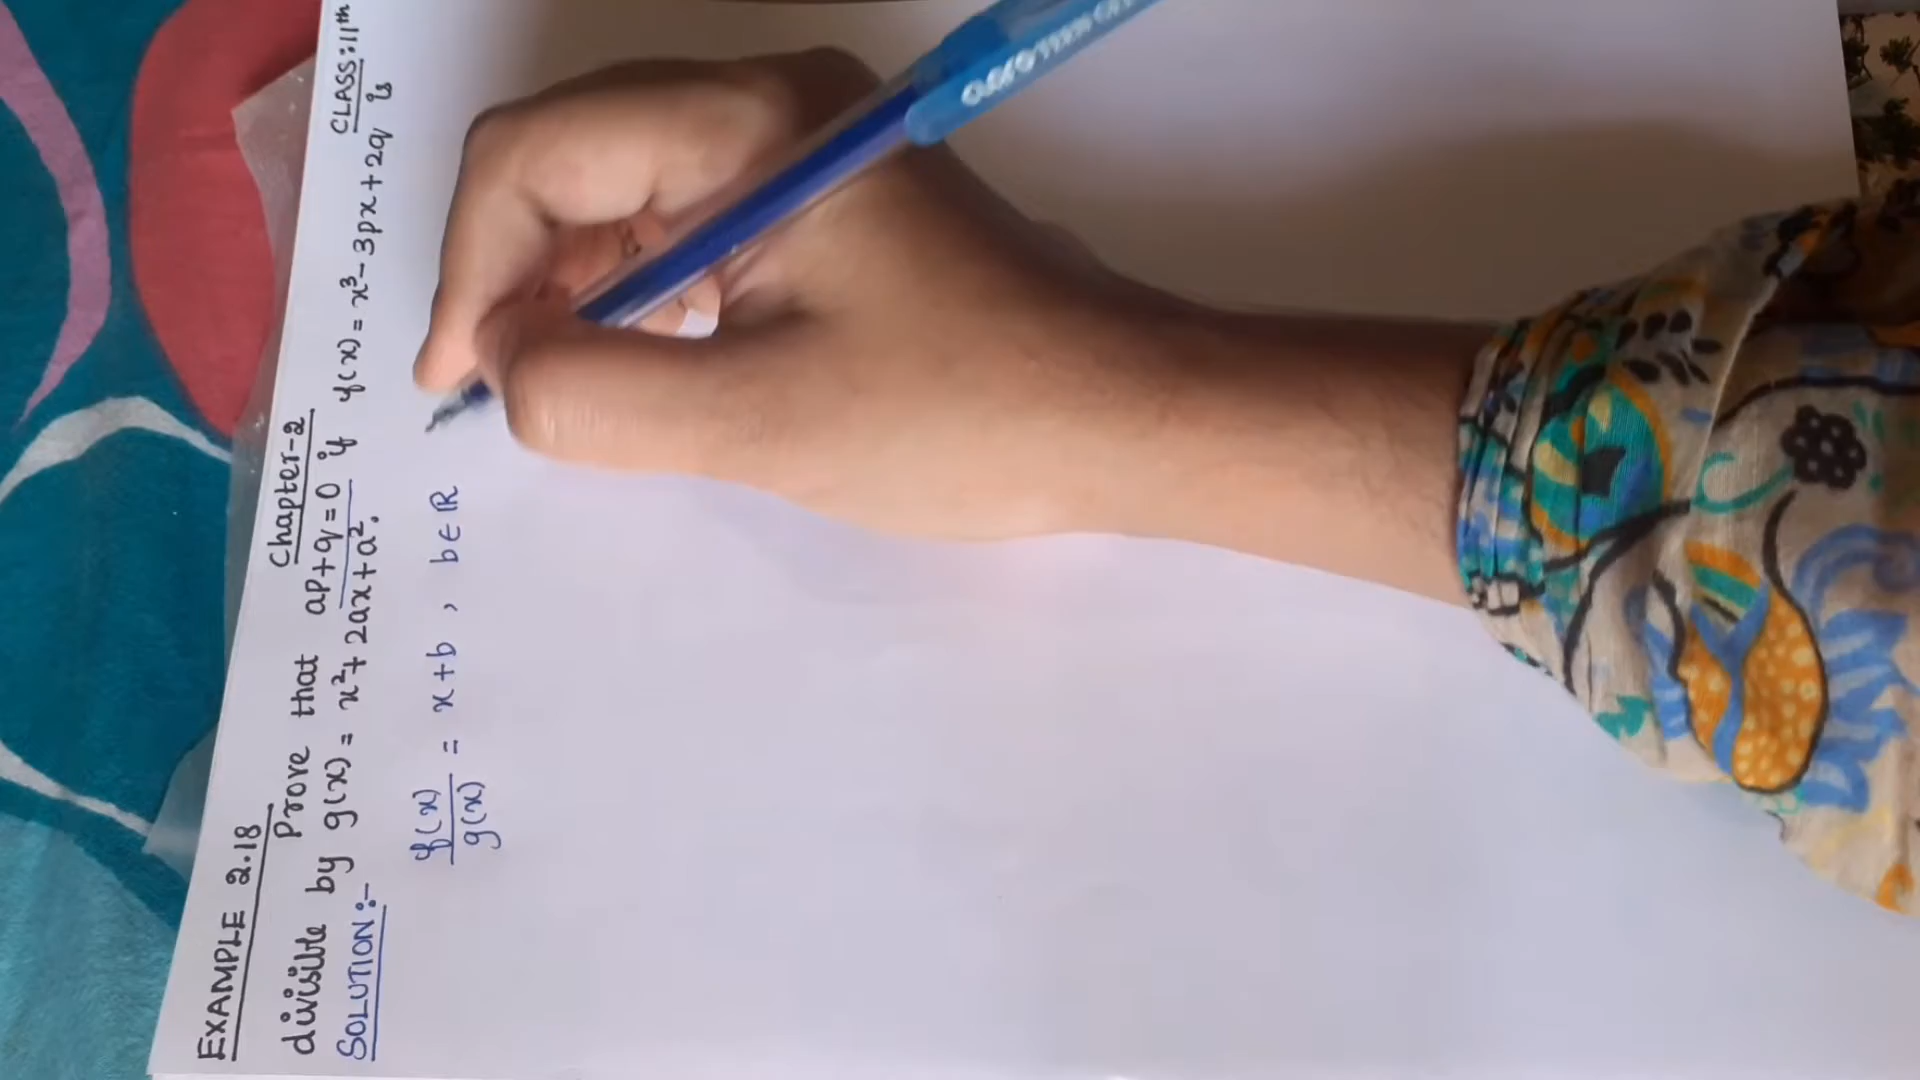 CLASS:11th
Chapter-2
EXAMPLE 2.18
Prove that ap+q=0 if f(x) = x³-3px+2q is
divisible by g(x) = x²+2ax+a².
SOLUTION:-
f(x)/g(x) = x+b , b∈ℝ